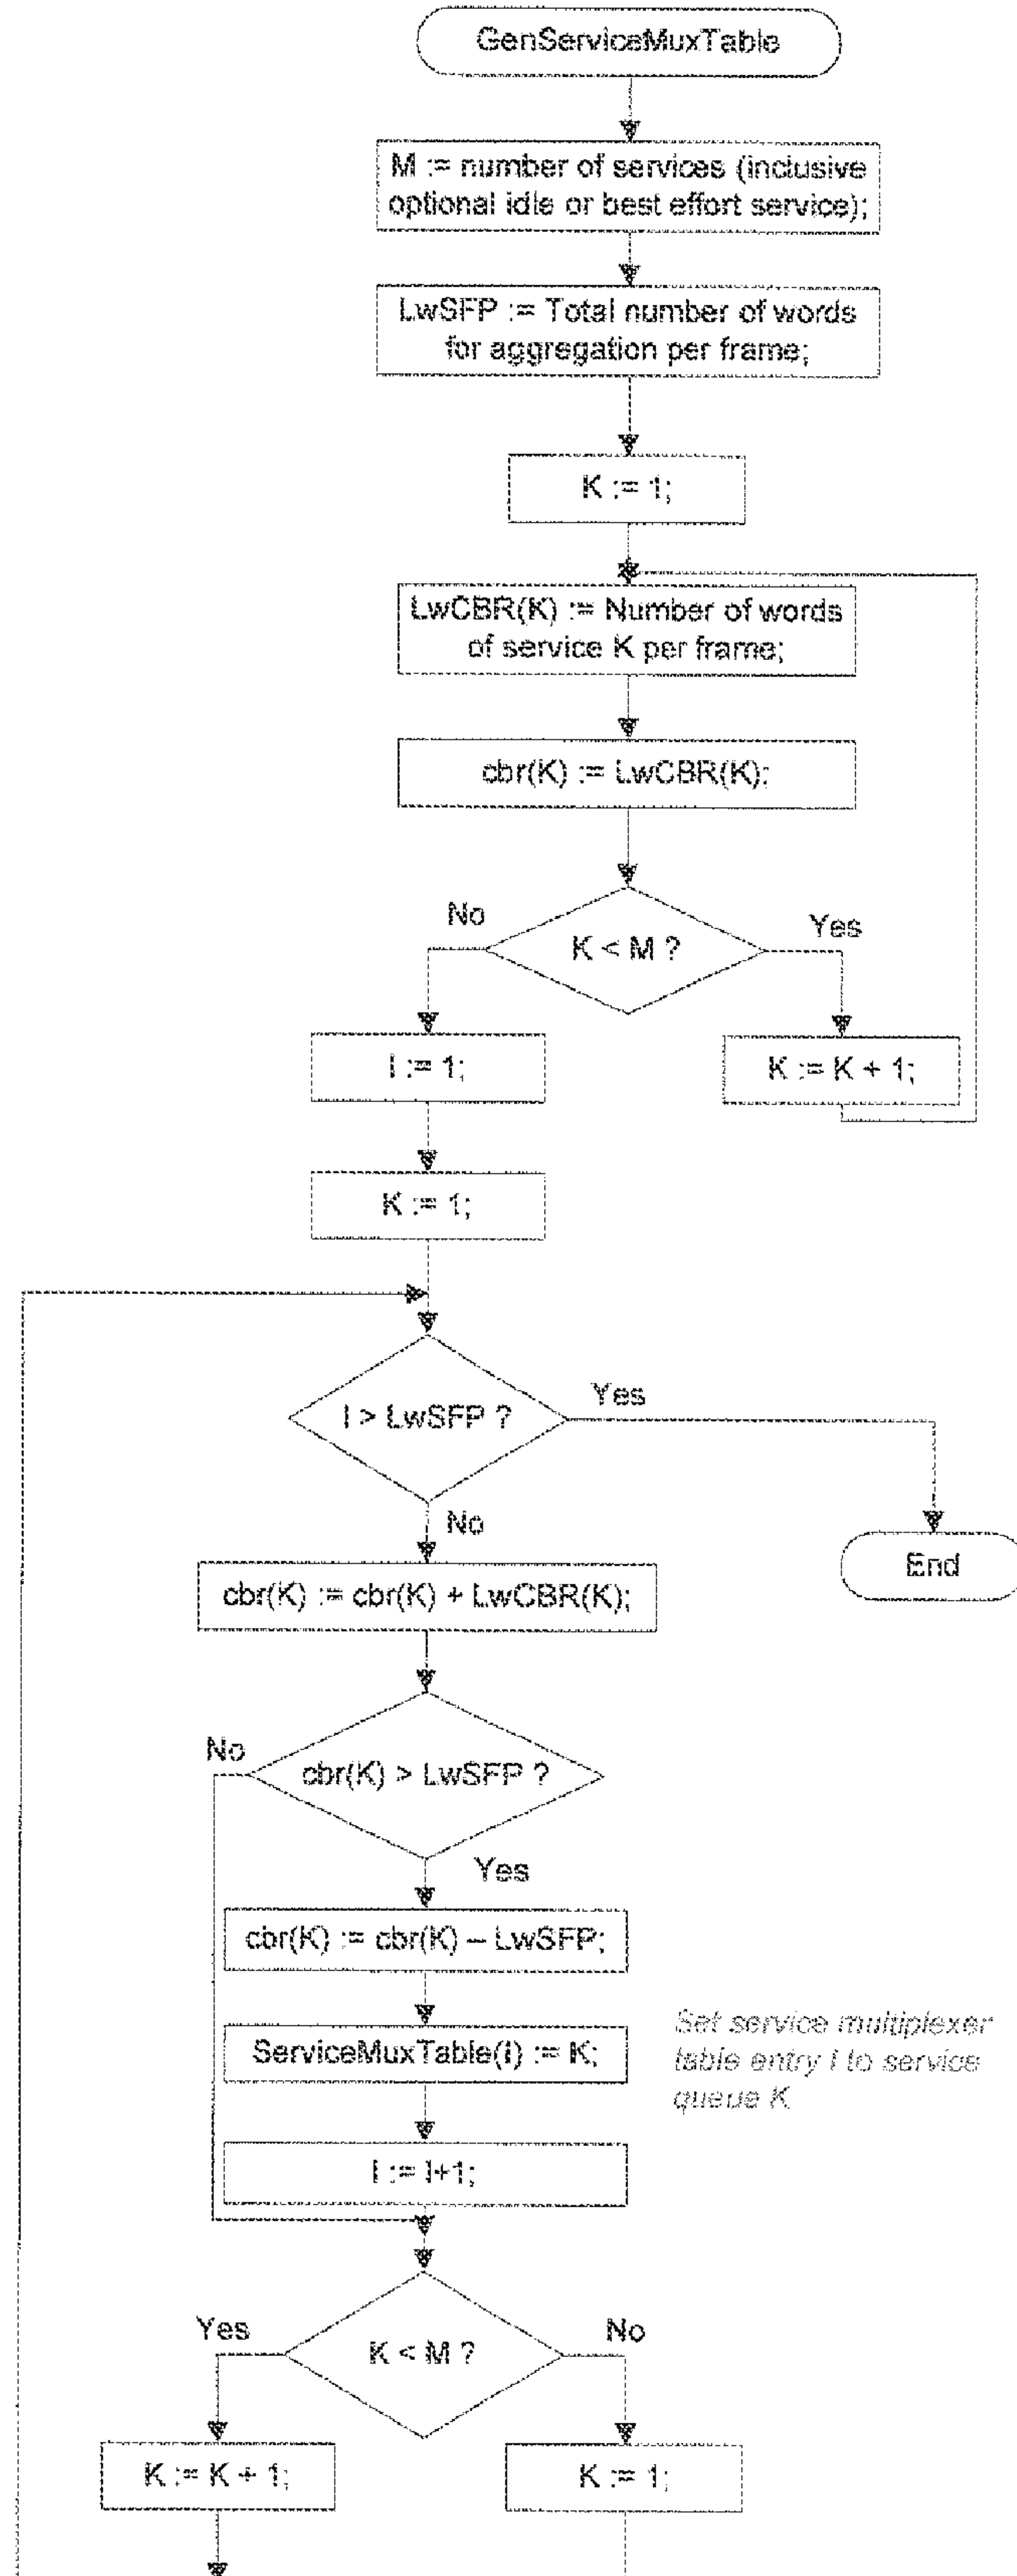 GenServiceMuxTable
M := number of services (inclusive
optional idle or best effort service);
LwSFP := Total number of words
for aggregation per frame;
K := 1;
LwCBR(K) := Number of words
of service K per frame;
cbr(K) := LwCBR(K);
No
Yes
K < M ?
I := 1;
K := K + 1;
K := 1;
I > LwSFP ?
Yes
No
End
cbr(K) := cbr(K) + LwCBR(K);
No
cbr(K) > LwSFP ?
Yes
cbr(K) := cbr(K) – LwSFP;
ServiceMuxTable(I) := K;
Set service multiplexer
table entry I to service
queue K
I := I+1;
Yes
No
K < M ?
K := K + 1;
K := 1;